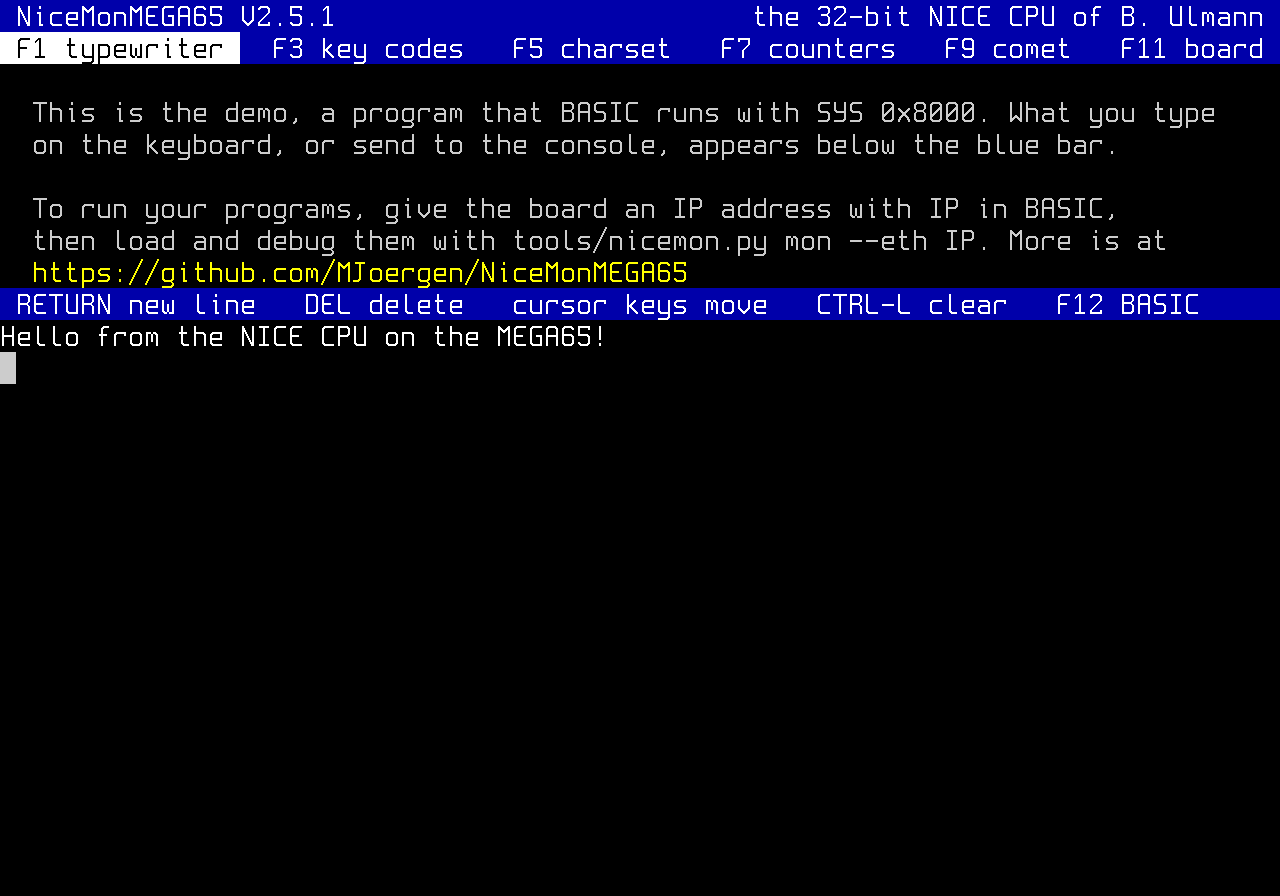 NiceMonMEGA65 V2.5.1 the 32-bit NICE CPU of B. Ulmann
F1 typewriter F3 key codes F5 charset F7 counters F9 comet F11 board
This is the demo, a program that BASIC runs with SYS 0x8000. What you type
on the keyboard, or send to the console, appears below the blue bar.
To run your programs, give the board an IP address with IP in BASIC,
then load and debug them with tools/nicemon.py mon --eth IP. More is at
https://github.com/MJoergen/NiceMonMEGA65
RETURN new line DEL delete cursor keys move CTRL-L clear F12 BASIC
Hello from the NICE CPU on the MEGA65!